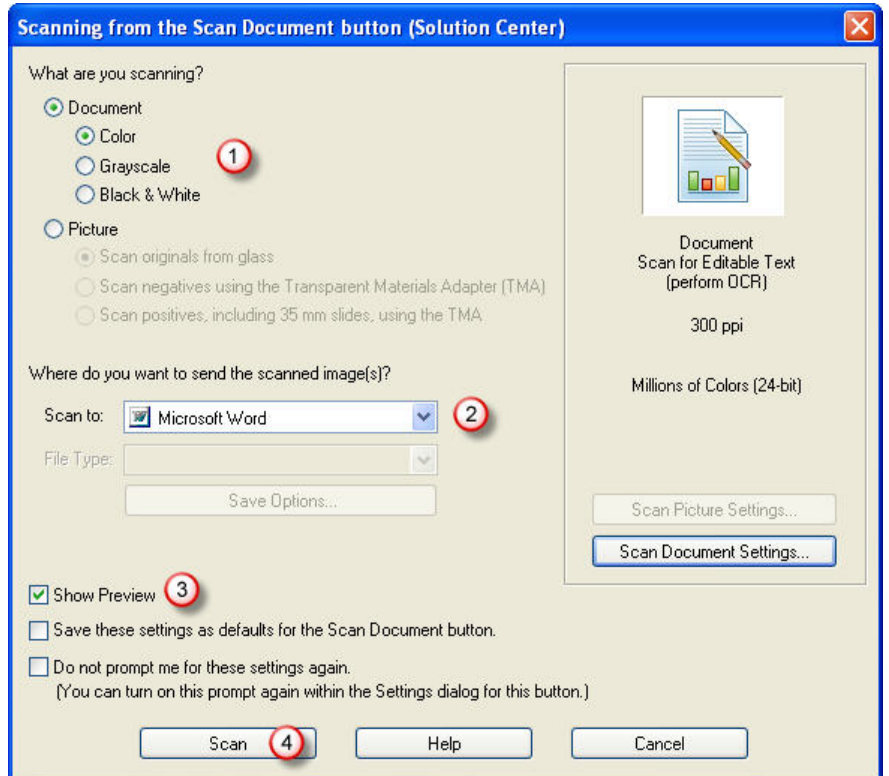 Scanning from the Scan Document button (Solution Center)
What are you scanning?
Document
Color
1
Grayscale
Black & White
Picture
Scan originals from glass
Scan negatives using the Transparent Materials Adapter (TMA)
Scan positives, including 35 mm slides, using the TMA
Document
Scan for Editable Text
(perform OCR)
300 ppi
Millions of Colors (24-bit)
Where do you want to send the scanned image(s)?
Scan to: Microsoft Word 2
File Type:
Save Options...
Scan Picture Settings...
Scan Document Settings...
Show Preview 3
Save these settings as defaults for the Scan Document button.
Do not prompt me for these settings again.
(You can turn on this prompt again within the Settings dialog for this button.)
Scan 4 Help Cancel